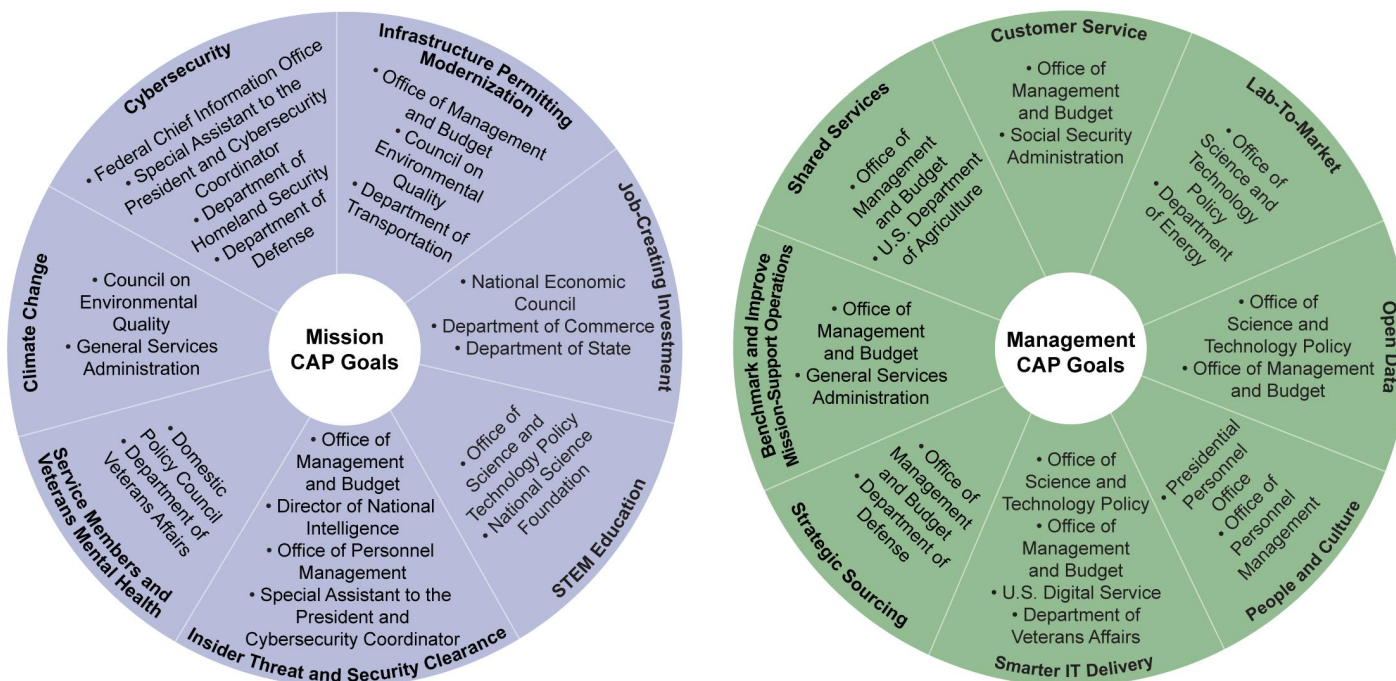 Cybersecurity
• Federal Chief Information Office
• Special Assistant to the
President and Cybersecurity
Coordinator
• Department of
Homeland Security
• Department of
Defense
Infrastructure Permitting
Modernization
• Office of Management
and Budget
• Council on
Environmental
Quality
• Department of
Transportation
Job-Creating Investment
• National Economic
Council
• Department of Commerce
• Department of State
STEM Education
• Office of
Science and
Technology Policy
• National Science
Foundation
Insider Threat and Security Clearance
• Office of
Management
and Budget
• Director of National
Intelligence
• Office of Personnel
Management
• Special Assistant to the
President and
Cybersecurity Coordinator
Service Members and
Veterans Mental Health
• Domestic
Policy Council
• Department of
Veterans Affairs
Climate Change
• Council on
Environmental
Quality
• General Services
Administration
Mission
CAP Goals
Customer Service
• Office of
Management
and Budget
• Social Security
Administration
Lab-To-Market
• Office of
Science and
Technology
Policy
• Department
of Energy
Open Data
• Office of
Science and
Technology Policy
• Office of Management
and Budget
People and Culture
• Presidential
Personnel
Office
• Office of
Personnel
Management
Smarter IT Delivery
• Office of
Science and
Technology Policy
• Office of
Management
and Budget
• U.S. Digital Service
• Department of
Veterans Affairs
Strategic Sourcing
• Office of
Management
and Budget
• Department of
Defense
Benchmark and Improve
Mission-Support Operations
• Office of
Management
and Budget
• General Services
Administration
Shared Services
• Office of
Management
and Budget
• U.S. Department
of Agriculture
Management
CAP Goals